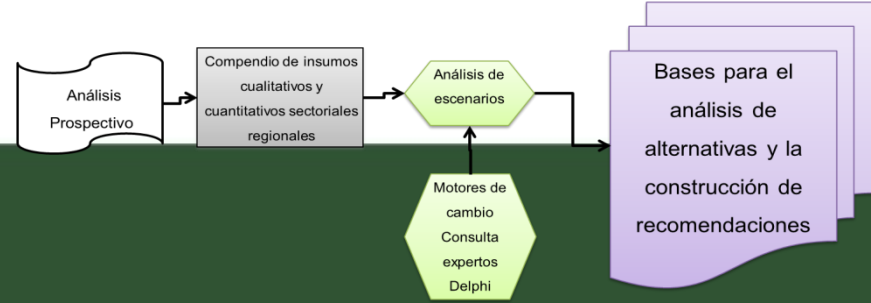 Análisis
Prospectivo
Compendio de insumos
cualitativos y
cuantitativos sectoriales
regionales
Análisis de
escenarios
Motores de
cambio
Consulta
expertos
Delphi
Bases para el
análisis de
alternativas y la
construcción de
recomendaciones